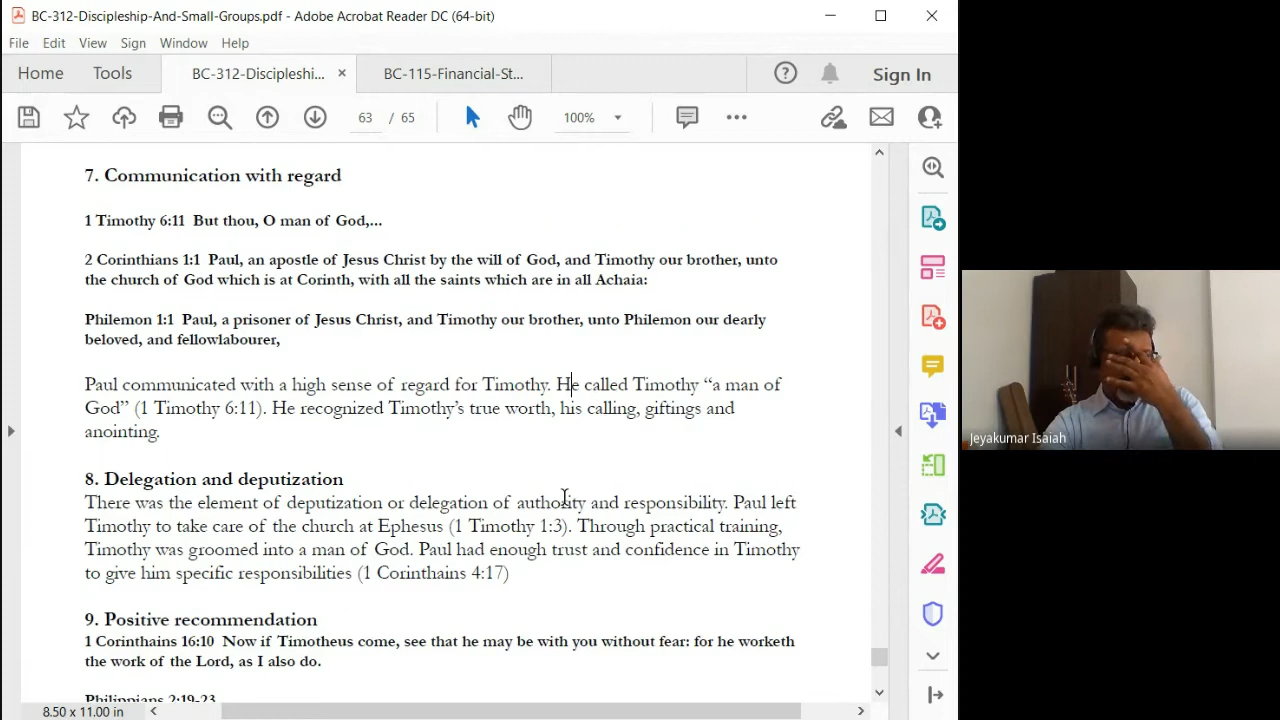 BC-312-Discipleship-And-Small-Groups.pdf - Adobe Acrobat Reader DC (64-bit)
File Edit View Sign Window Help
Home Tools BC-312-Discipleshi... × BC-115-Financial-St... Sign In
63 / 65 100%
7. Communication with regard
1 Timothy 6:11 But thou, O man of God,...
2 Corinthians 1:1 Paul, an apostle of Jesus Christ by the will of God, and Timothy our brother, unto
the church of God which is at Corinth, with all the saints which are in all Achaia:
Philemon 1:1 Paul, a prisoner of Jesus Christ, and Timothy our brother, unto Philemon our dearly
beloved, and fellowlabourer,
Paul communicated with a high sense of regard for Timothy. He called Timothy “a man of
God” (1 Timothy 6:11). He recognized Timothy’s true worth, his calling, giftings and
anointing.
8. Delegation and deputization
There was the element of deputization or delegation of authority and responsibility. Paul left
Timothy to take care of the church at Ephesus (1 Timothy 1:3). Through practical training,
Timothy was groomed into a man of God. Paul had enough trust and confidence in Timothy
to give him specific responsibilities (1 Corinthains 4:17)
9. Positive recommendation
1 Corinthains 16:10 Now if Timotheus come, see that he may be with you without fear: for he worketh
the work of the Lord, as I also do.
Philippians 2:19-23
8.50 x 11.00 in
Jeyakumar Isaiah